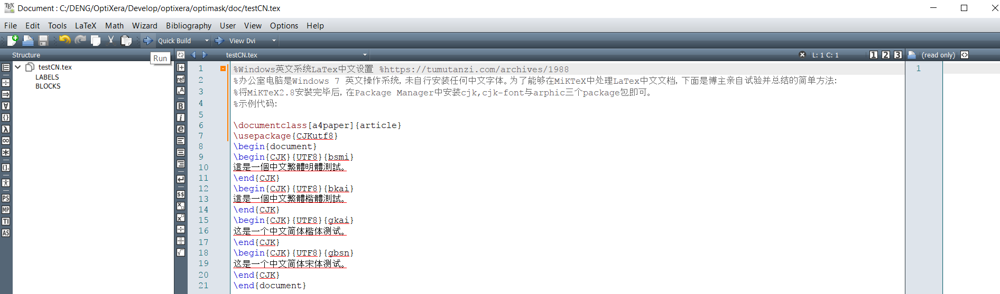 Document : C:/DENG/OptiXera/Develop/optixera/optimask/doc/testCN.tex
File Edit Tools LaTeX Math Wizard Bibliography User View Options Help
Quick Build View Dvi
Structure
Run
testCN.tex
L: 1 C: 1
1 2 3
(read only)
testCN.tex
LABELS
BLOCKS
PS
MP
TI
AS
ref
B
i
e
$$
1 %Windows英文系统LaTex中文设置 %https://tumutanzi.com/archives/1988
2 %办公室电脑是Windows 7 英文操作系统，未自行安装任何中文字体。为了能够在MiKTeX中处理LaTex中文文档，下面是博主亲自试验并总结的简单方法：
3 %将MiKTeX2.8安装完毕后，在Package Manager中安装cjk,cjk-font与arphic三个package包即可。
4 %示例代码：
5
6 \documentclass[a4paper]{article}
7 \usepackage{CJKutf8}
8 \begin{document}
9 \begin{CJK}{UTF8}{bsmi}
10 這是一個中文繁體明體測試。
11 \end{CJK}
12 \begin{CJK}{UTF8}{bkai}
13 這是一個中文繁體楷體測試。
14 \end{CJK}
15 \begin{CJK}{UTF8}{gkai}
16 这是一个中文简体楷体测试。
17 \end{CJK}
18 \begin{CJK}{UTF8}{gbsn}
19 这是一个中文简体宋体测试。
20 \end{CJK}
21 \end{document}
1